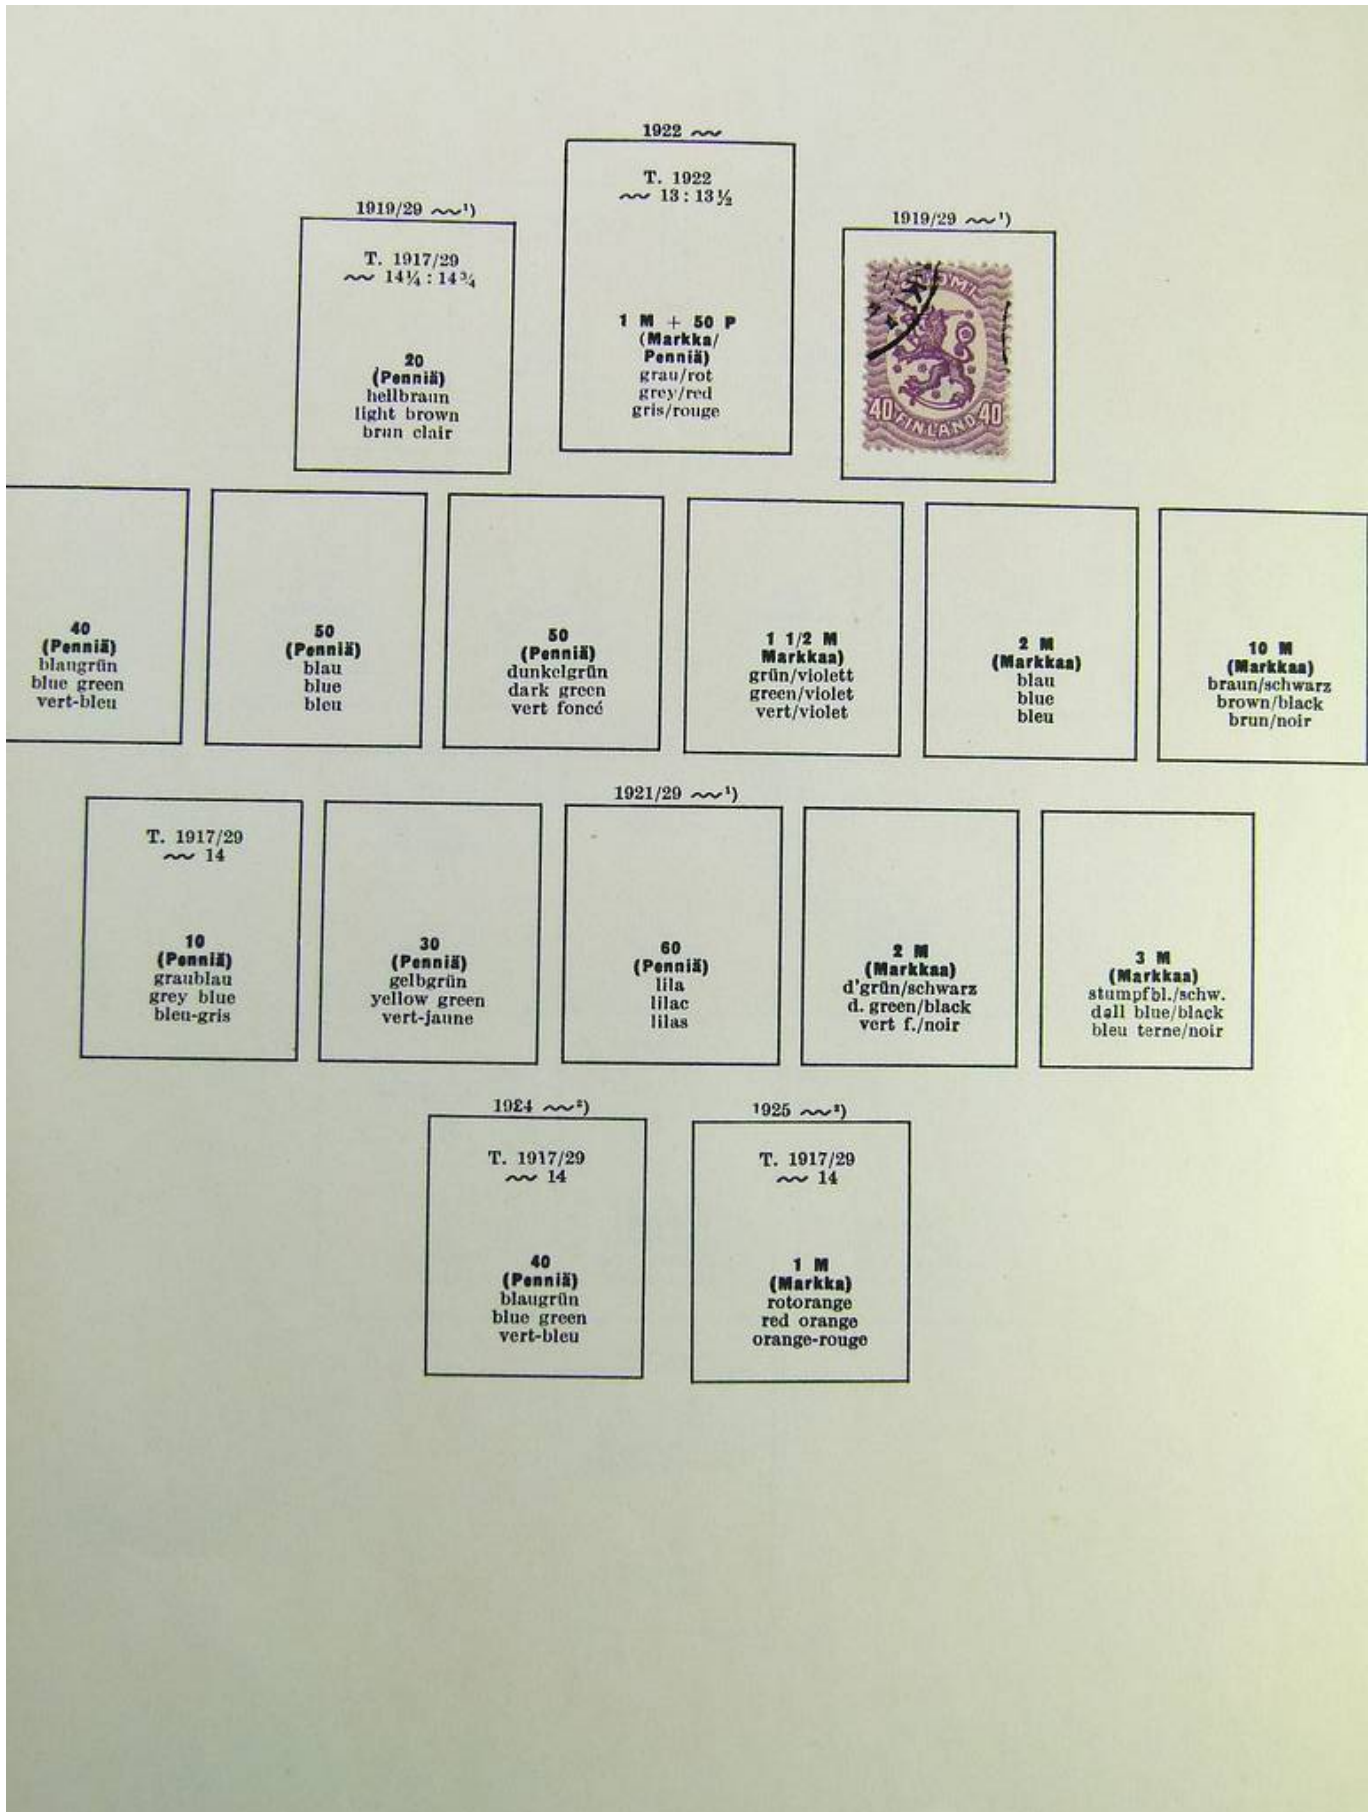 1922 ~~
T. 1922
~~ 13 : 13½
1 M + 50 P
(Markka/
Penniä)
grau/rot
grey/red
gris/rouge
1919/29 ~~¹)
T. 1917/29
~~ 14¼ : 14¾
20
(Penniä)
hellbraun
light brown
brun clair
1919/29 ~~¹)
40 FINLAND 40
40
(Penniä)
blaugrün
blue green
vert-bleu
50
(Penniä)
blau
blue
bleu
50
(Penniä)
dunkelgrün
dark green
vert foncé
1 1/2 M
Markkaa)
grün/violett
green/violet
vert/violet
2 M
(Markkaa)
blau
blue
bleu
10 M
(Markkaa)
braun/schwarz
brown/black
brun/noir
T. 1917/29
~~ 14
10
(Penniä)
graublau
grey blue
bleu-gris
30
(Penniä)
gelbgrün
yellow green
vert-jaune
1921/29 ~~¹)
60
(Penniä)
lila
lilac
lilas
2 M
(Markkaa)
d'grün/schwarz
d. green/black
vert f./noir
3 M
(Markkaa)
stumpfbl./schw.
dall blue/black
bleu terne/noir
1924 ~~²)
T. 1917/29
~~ 14
40
(Penniä)
blaugrün
blue green
vert-bleu
1925 ~~²)
T. 1917/29
~~ 14
1 M
(Markka)
rotorange
red orange
orange-rouge